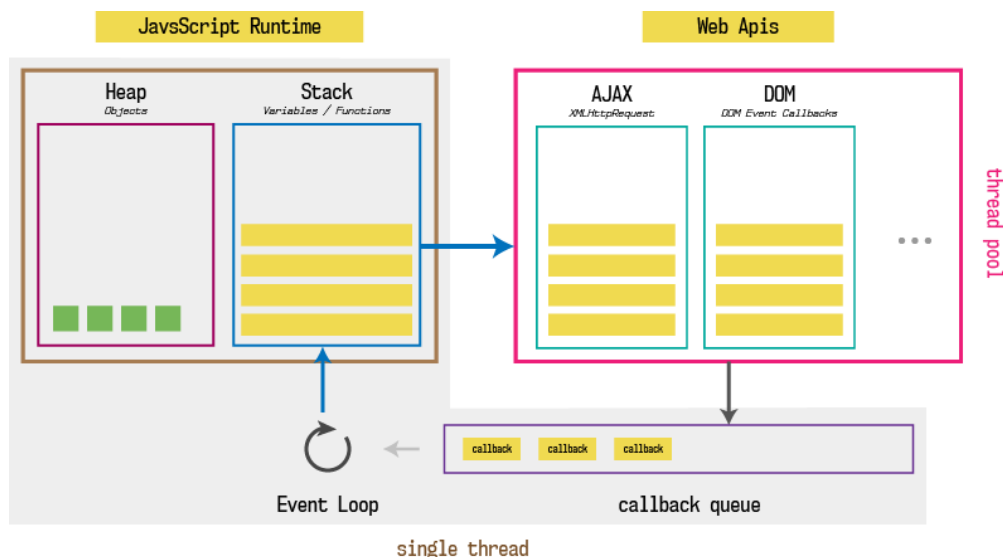 JavsScript Runtime
Web Apis
Heap
Objects
Stack
Variables / Functions
AJAX
XMLHttpRequest
DOM
DOM Event Callbacks
...
thread pool
callback callback callback
Event Loop
callback queue
single thread